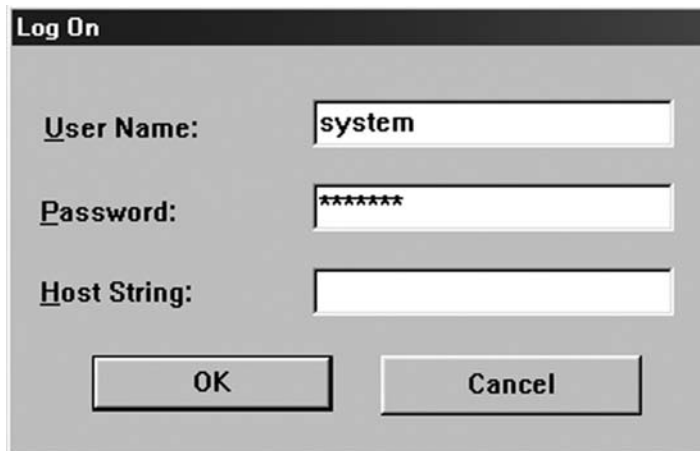 Log On
User Name: system
Password: *******
Host String:
OK Cancel